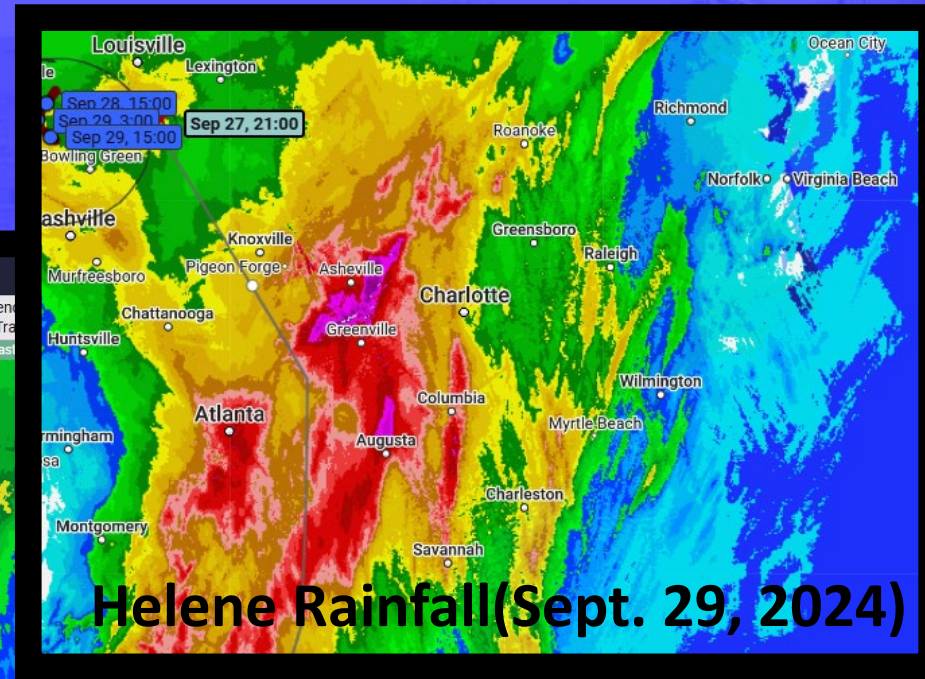 Louisville
Ocean City
Lexington
Sep 28, 15:00
Richmond
Sep 29, 3:00
Sep 27, 21:00
Sep 29, 15:00
Roanoke
Bowling Green
Norfolk
Virginia Beach
ashville
Greensboro
Knoxville
Raleigh
Murfreesboro
Pigeon Forge
Asheville
Charlotte
Chattanooga
Greenville
Huntsville
Wilmington
Columbia
Atlanta
Myrtle Beach
rmingham
Augusta
Charleston
Montgomery
Savannah
Helene Rainfall(Sept. 29, 2024)